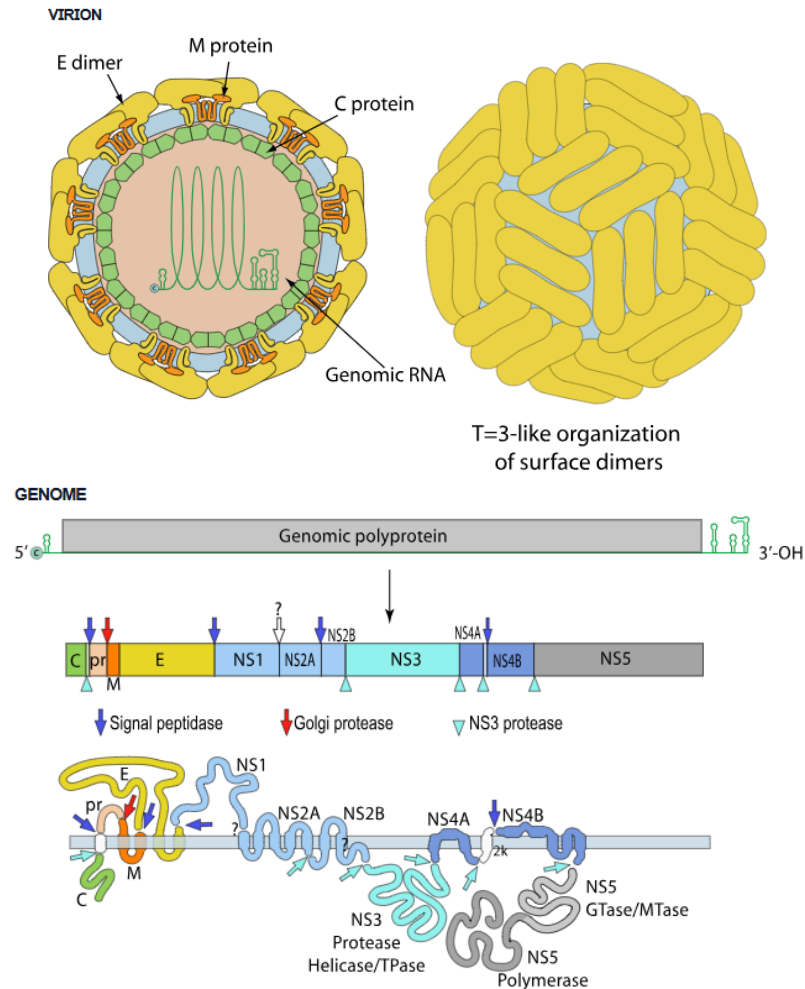 VIRION
M protein
E dimer
C protein
Genomic RNA
T=3-like organization
of surface dimers
GENOME
Genomic polyprotein
5′ C
3′-OH
?
NS2B
NS4A
C pr E NS1 NS2A NS3 NS4B NS5
M
Signal peptidase Golgi protease NS3 protease
NS1
E
pr
NS2A NS2B
NS4A NS4B
? ?
2k
M
C
NS5
GTase/MTase
NS3
Protease
Helicase/TPase
NS5
Polymerase
C